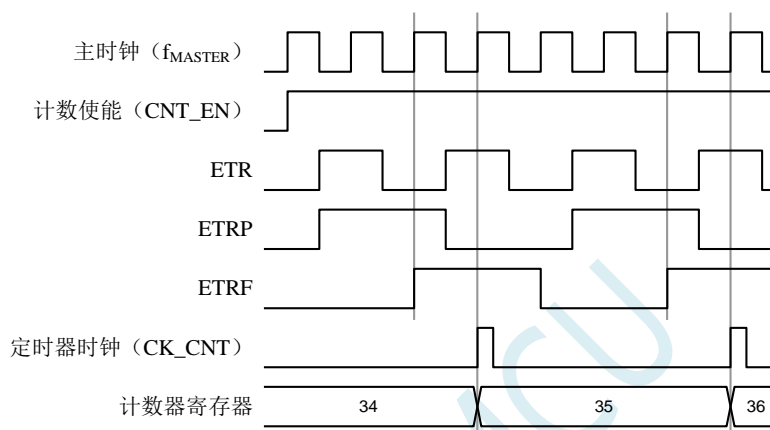 主时钟（fMASTER）
计数使能（CNT_EN）
ETR
ETRP
ETRF
定时器时钟（CK_CNT）
计数器寄存器 34 35 36
MCU